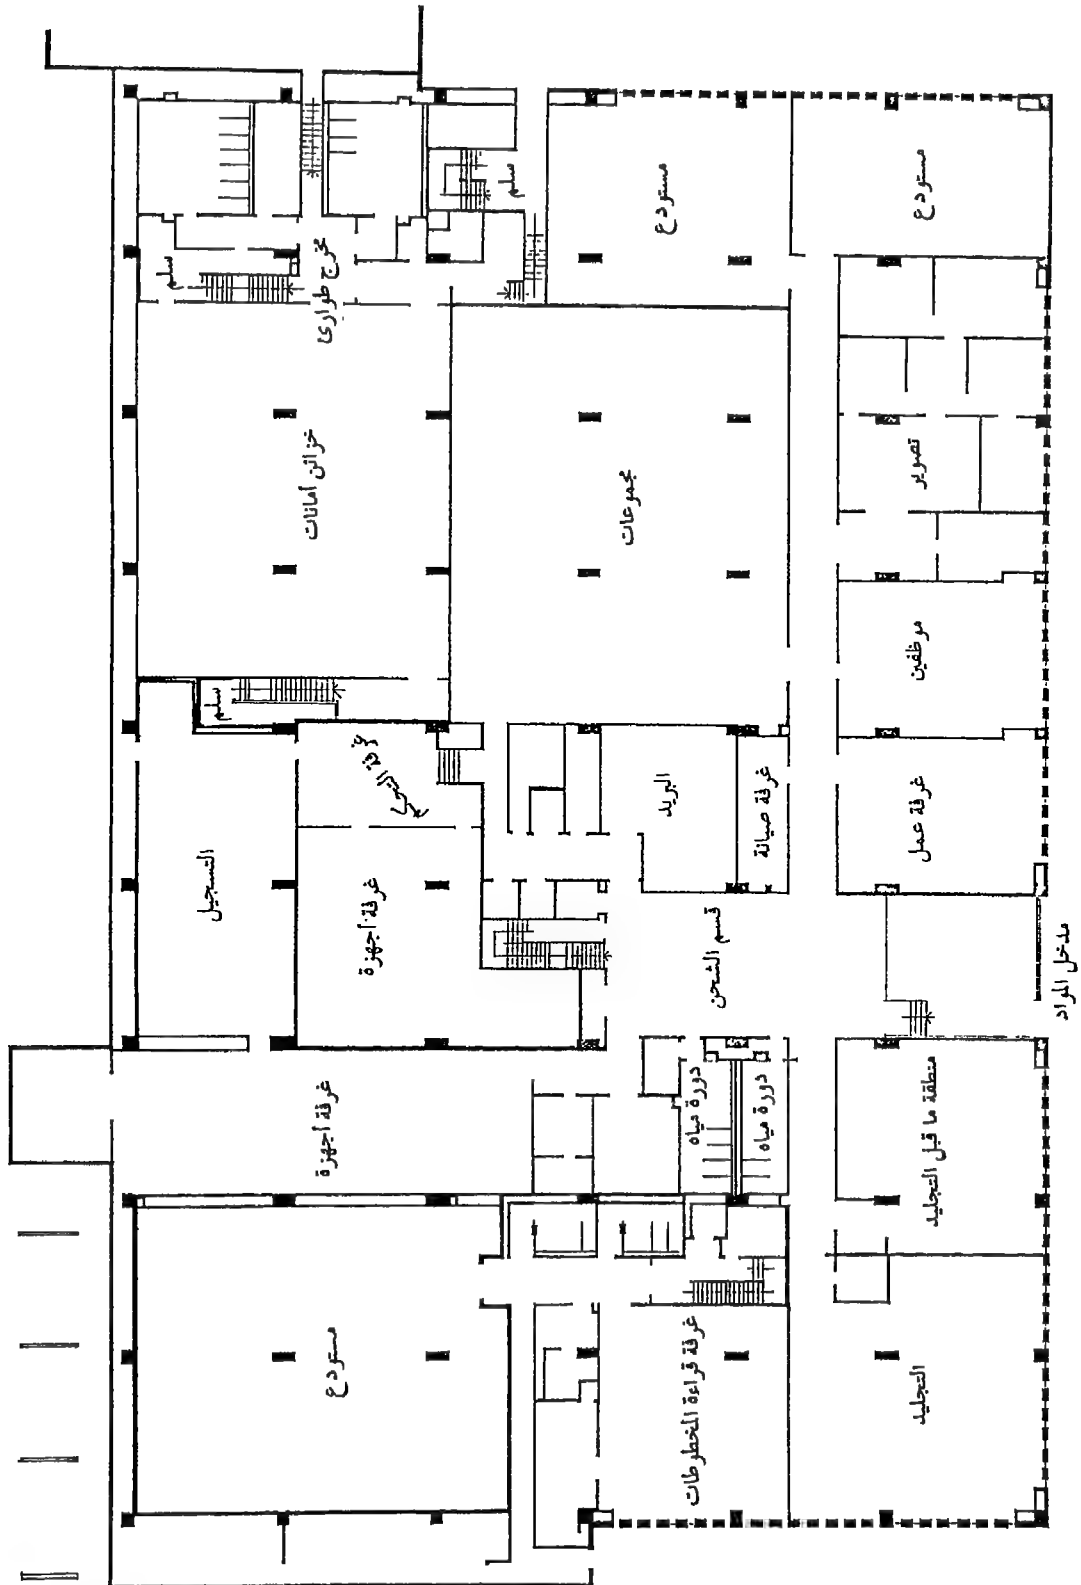 سلم
مستودع
مستودع
سلم
مخرج طوارئ
خزائن أمانات
مجموعات
تصوير
موظفين
سلم
البريد
غرفة صيانة
غرفة عمل
التسجيل
غرفة أجهزة
قسم الشحن
مدخل المواد
غرفة أجهزة
دورة مياه
دورة مياه
منطقة ما قبل التجليد
مستودع
غرفة قراءة المخطوطات
التجليد